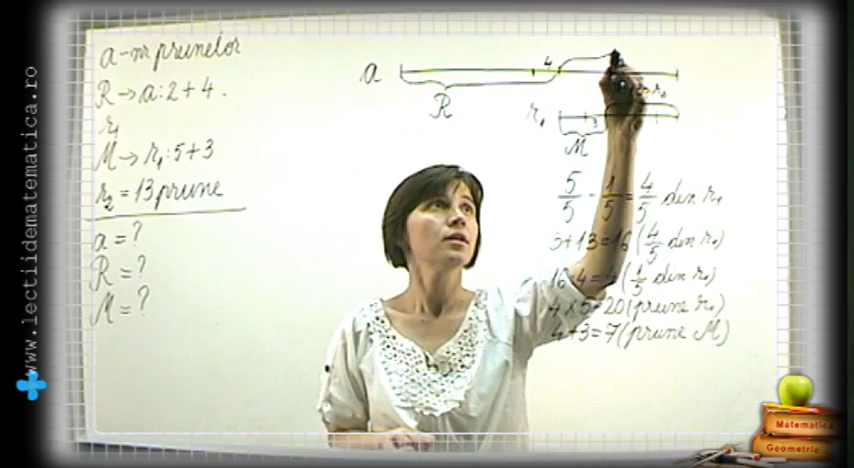 www.lectiidematematica.ro
a - nr prunelor
R → a : 2 + 4.
r₁
M → r₁ : 5 + 3
r₂ = 13 prune
a = ?
R = ?
M = ?
a
4
R
r₁
3
M
5/5 - 1/5 = 4/5 din r₁
3 + 13 = 16 (4/5 din r₁)
16 : 4 = 4 (1/5 din r₁)
4 × 5 = 20 (prune r₁)
4 + 3 = 7 (prune M)
Matematica
Geometrie